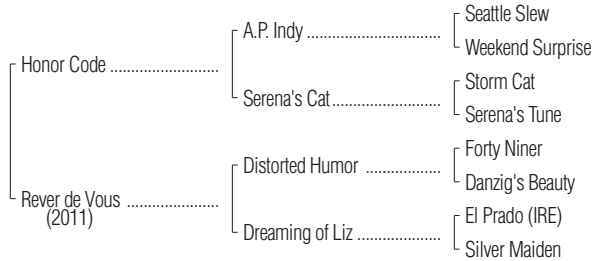 Seattle Slew
A.P. Indy ..............................
Weekend Surprise
Honor Code ........................
Storm Cat
Serena's Cat........................
Serena's Tune
Forty Niner
Distorted Humor .................
Danzig's Beauty
Rever de Vous ....................
(2011)
El Prado (IRE)
Dreaming of Liz ...................
Silver Maiden